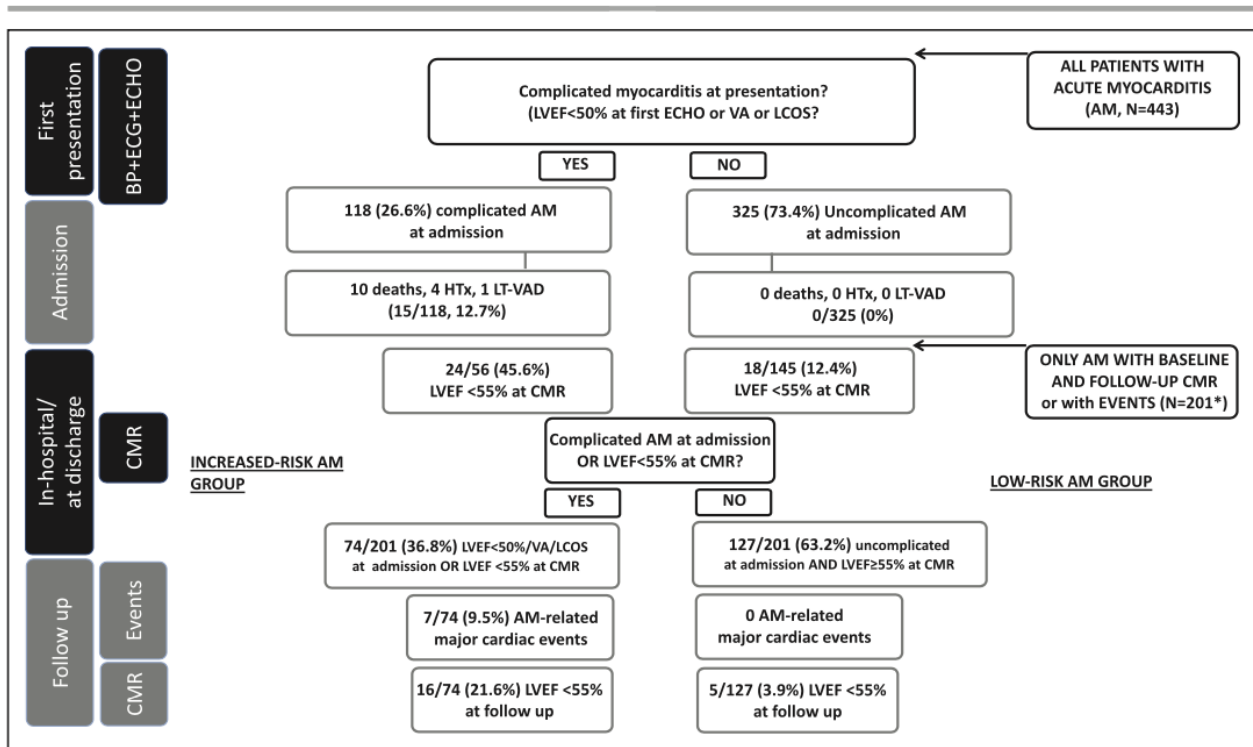 First
presentation
BP+ECG+ECHO
Complicated myocarditis at presentation?
(LVEF<50% at first ECHO or VA or LCOS?
ALL PATIENTS WITH
ACUTE MYOCARDITIS
(AM, N=443)
YES
NO
Admission
118 (26.6%) complicated AM
at admission
325 (73.4%) Uncomplicated AM
at admission
10 deaths, 4 HTx, 1 LT-VAD
(15/118, 12.7%)
0 deaths, 0 HTx, 0 LT-VAD
0/325 (0%)
In-hospital/
at discharge
CMR
24/56 (45.6%)
LVEF <55% at CMR
18/145 (12.4%)
LVEF <55% at CMR
ONLY AM WITH BASELINE
AND FOLLOW-UP CMR
or with EVENTS (N=201*)
Complicated AM at admission
OR LVEF<55% at CMR?
INCREASED-RISK AM
GROUP
LOW-RISK AM GROUP
YES
NO
74/201 (36.8%) LVEF<50%/VA/LCOS
at admission OR LVEF <55% at CMR
127/201 (63.2%) uncomplicated
at admission AND LVEF≥55% at CMR
Follow up
Events
7/74 (9.5%) AM-related
major cardiac events
0 AM-related
major cardiac events
CMR
16/74 (21.6%) LVEF <55%
at follow up
5/127 (3.9%) LVEF <55%
at follow up